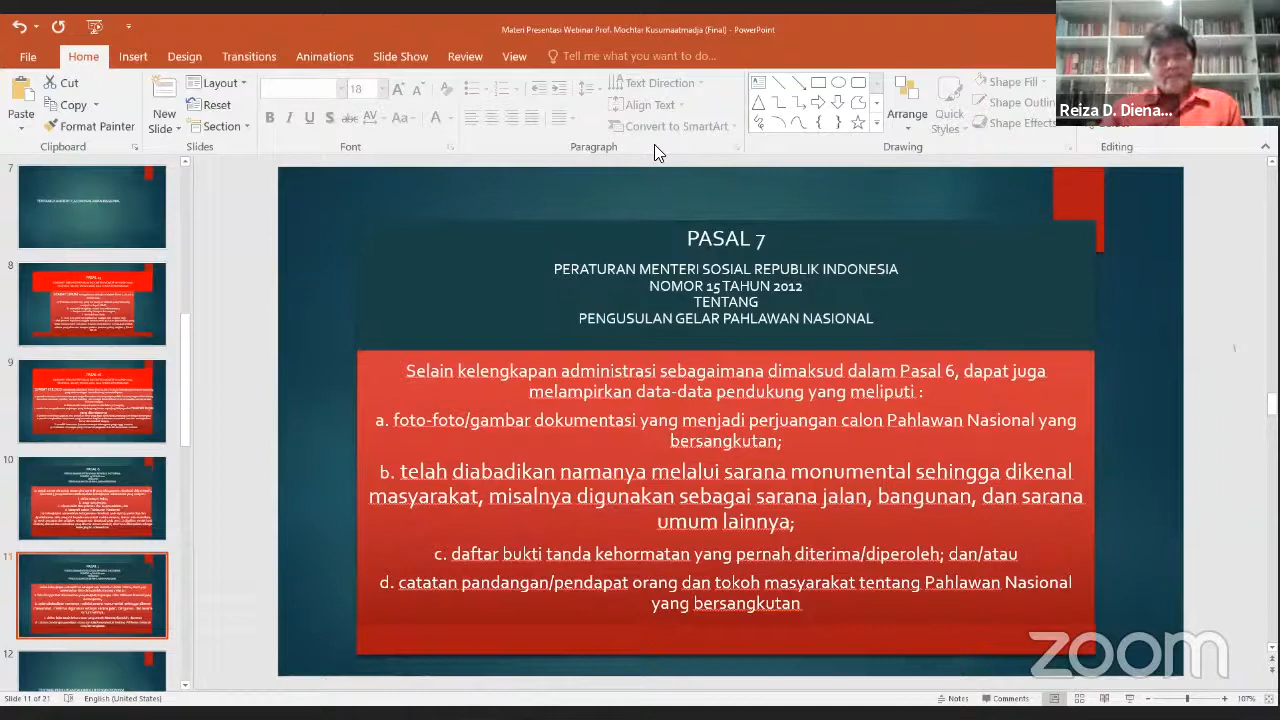 Materi Presentasi Webinar Prof. Mochtar Kusumaatmadja (Final) - PowerPoint
File Home Insert Design Transitions Animations Slide Show Review View Tell me what you want to do...
Paste
Cut
Copy
Format Painter
Clipboard
New Slide
Layout
Reset
Section
Slides
18
Font
Text Direction
Align Text
Convert to SmartArt
Paragraph
Arrange
Quick Styles
Shape Fill
Shape Outline
Shape Effects
Drawing
Editing
Reiza D. Diena...
7
8
9
10
11
12
PASAL 7
PERATURAN MENTERI SOSIAL REPUBLIK INDONESIA
NOMOR 15 TAHUN 2012
TENTANG
PENGUSULAN GELAR PAHLAWAN NASIONAL
Selain kelengkapan administrasi sebagaimana dimaksud dalam Pasal 6, dapat juga
melampirkan data-data pendukung yang meliputi :
a. foto-foto/gambar dokumentasi yang menjadi perjuangan calon Pahlawan Nasional yang
bersangkutan;
b. telah diabadikan namanya melalui sarana monumental sehingga dikenal
masyarakat, misalnya digunakan sebagai sarana jalan, bangunan, dan sarana
umum lainnya;
c. daftar bukti tanda kehormatan yang pernah diterima/diperoleh; dan/atau
d. catatan pandangan/pendapat orang dan tokoh masyarakat tentang Pahlawan Nasional
yang bersangkutan.
zoom
Slide 11 of 21 English (United States) Notes Comments 107%